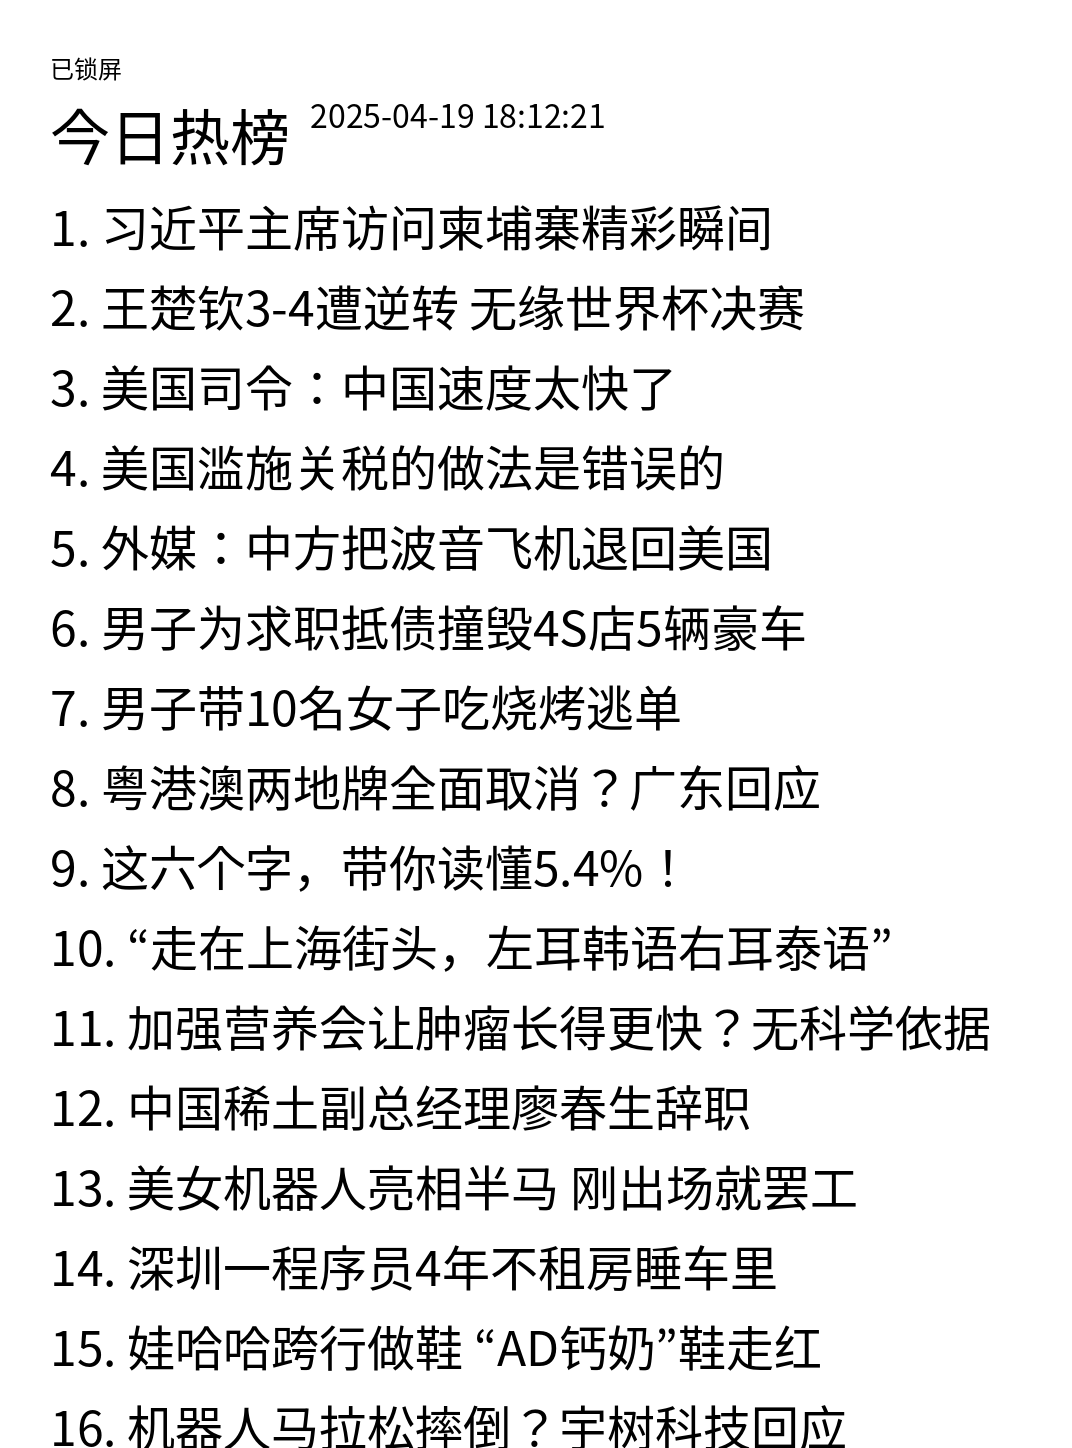 已锁屏
今日热榜 2025-04-19 18:12:21
1. 习近平主席访问柬埔寨精彩瞬间
2. 王楚钦3-4遭逆转 无缘世界杯决赛
3. 美国司令：中国速度太快了
4. 美国滥施关税的做法是错误的
5. 外媒：中方把波音飞机退回美国
6. 男子为求职抵债撞毁4S店5辆豪车
7. 男子带10名女子吃烧烤逃单
8. 粤港澳两地牌全面取消？广东回应
9. 这六个字，带你读懂5.4%！
10. “走在上海街头，左耳韩语右耳泰语”
11. 加强营养会让肿瘤长得更快？无科学依据
12. 中国稀土副总经理廖春生辞职
13. 美女机器人亮相半马 刚出场就罢工
14. 深圳一程序员4年不租房睡车里
15. 娃哈哈跨行做鞋 “AD钙奶”鞋走红
16. 机器人马拉松摔倒？宇树科技回应